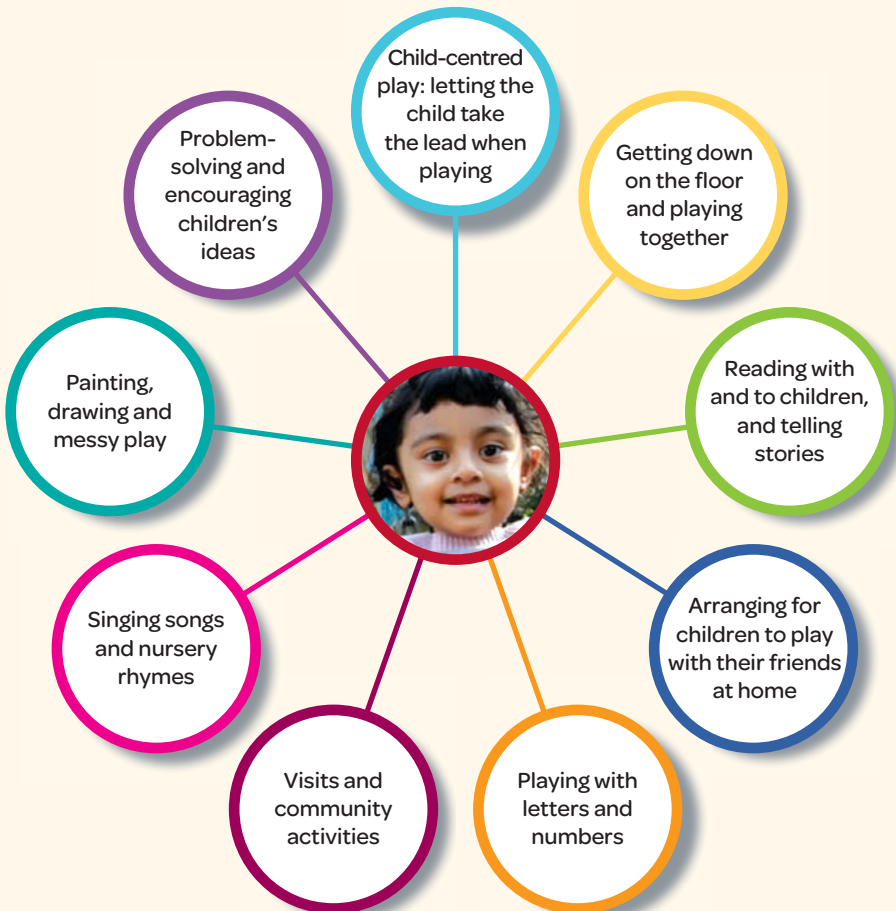 Child-centred
play: letting the
child take
the lead when
playing
Getting down
on the floor
and playing
together
Reading with
and to children,
and telling
stories
Arranging for
children to play
with their friends
at home
Playing with
letters and
numbers
Visits and
community
activities
Singing songs
and nursery
rhymes
Painting,
drawing and
messy play
Problem-
solving and
encouraging
children's
ideas